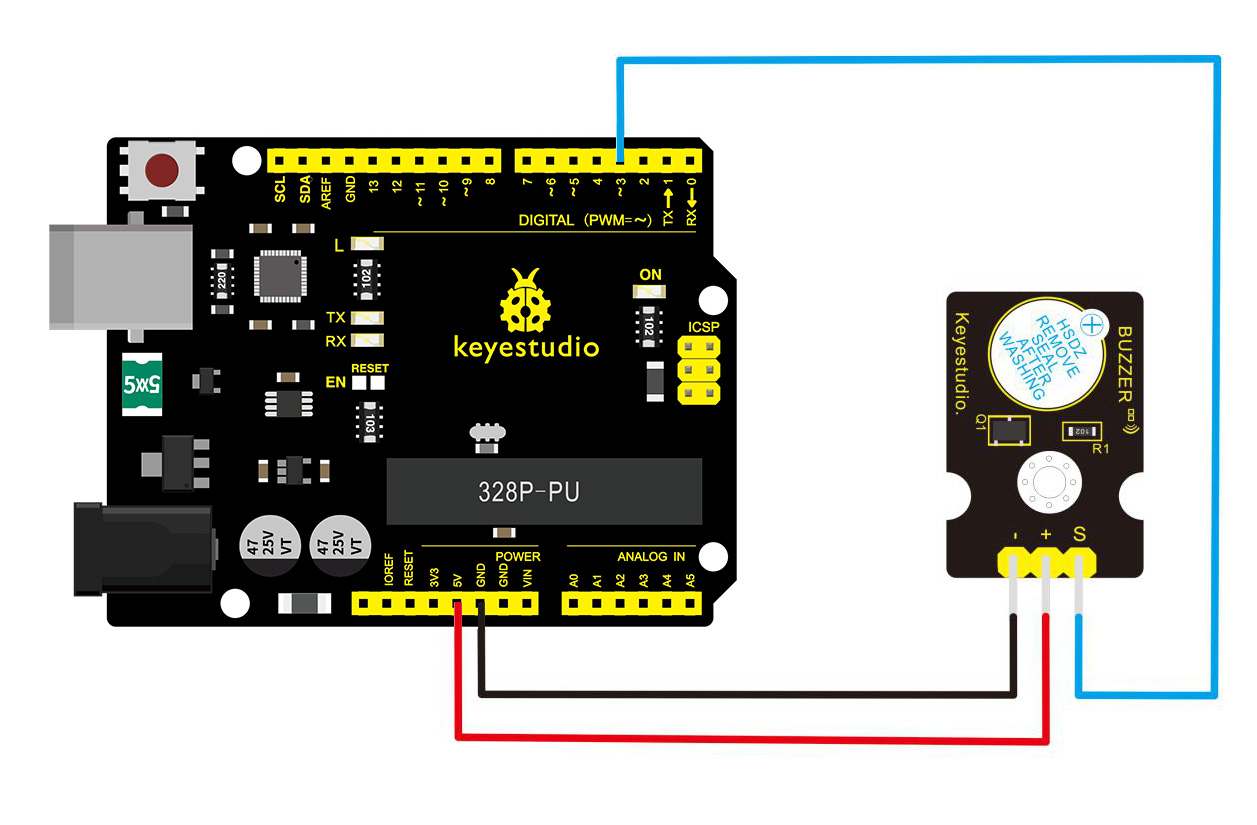 SCL
SDA
AREF
GND
13
12
~11
~10
~9
8
7
~6
~5
4
~3
2
TX→1
RX←0
DIGITAL (PWM=~)
L
220
102
TX
RX
ON
102
ICSP
keyestudio
RESET
EN
103
5xx5
328P-PU
47
25V
VT
47
25V
VT
POWER
ANALOG IN
IOREF
RESET
3V3
5V
GND
GND
VIN
A0
A1
A2
A3
A4
A5
Keyestudio.
HSDZ
REMOVE
SEAL
AFTER
WASHING
+
BUZZER
Q1
102
R1
-
+
S